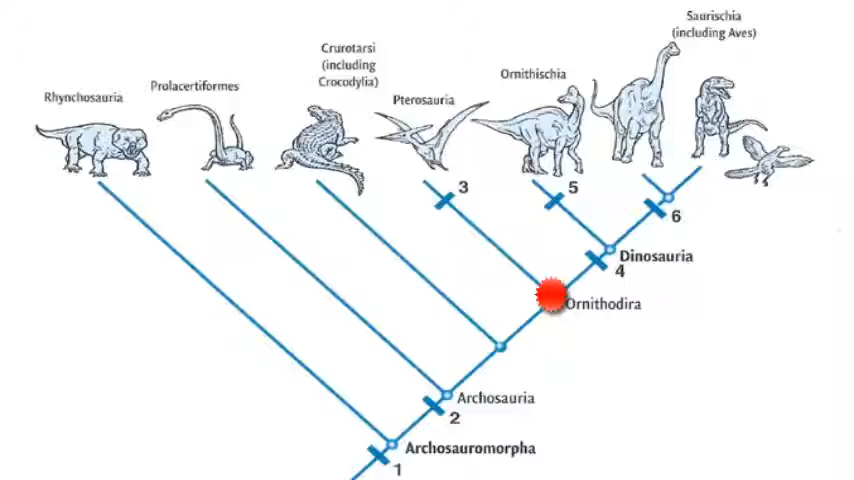 Saurischia
(including Aves)
Crurotarsi
(including
Crocodylia)
Ornithischia
Prolacertiformes
Rhynchosauria
Pterosauria
3
5
6
Dinosauria
4
Ornithodira
Archosauria
2
Archosauromorpha
1